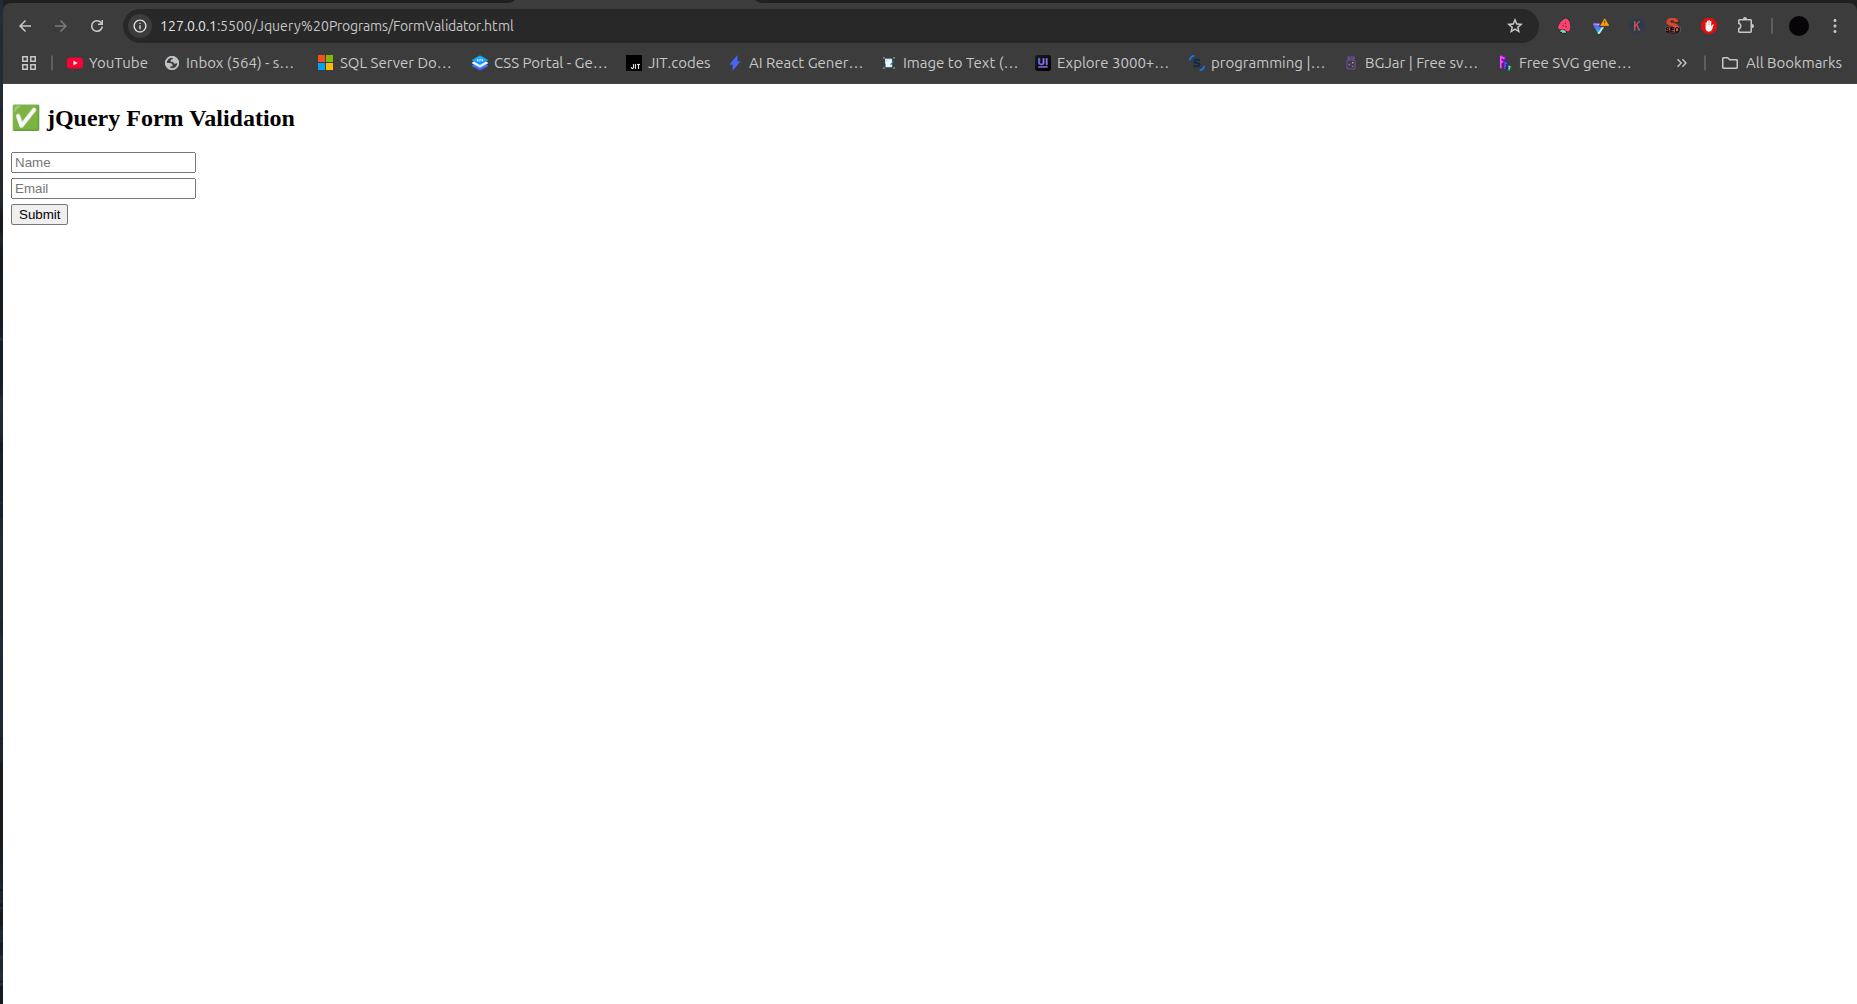 127.0.0.1:5500/Jquery%20Programs/FormValidator.html
YouTube Inbox (564) - s... SQL Server Do... CSS Portal - Ge... JIT.codes AI React Gener... Image to Text (... Explore 3000+... programming |... BGJar | Free sv... Free SVG gene... » All Bookmarks
✅ jQuery Form Validation
Name
Email
Submit